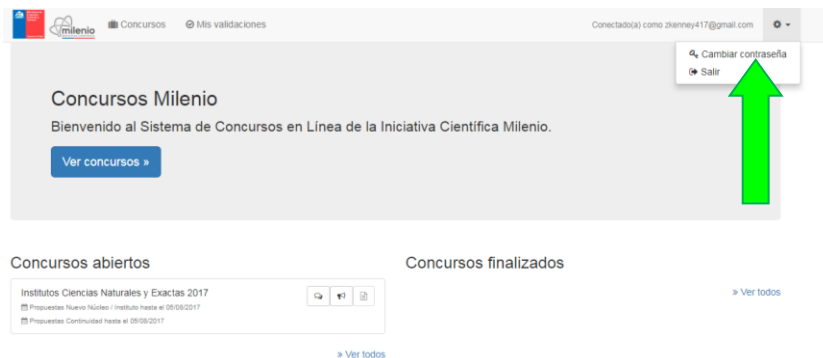 milenio
Concursos
Mis validaciones
Conectado(a) como zkenney417@gmail.com
Cambiar contraseña
Salir
Concursos Milenio
Bienvenido al Sistema de Concursos en Línea de la Iniciativa Científica Milenio.
Ver concursos »
Concursos abiertos
Concursos finalizados
Institutos Ciencias Naturales y Exactas 2017
Propuestas Nuevo Núcleo / Instituto hasta el 05/09/2017
Propuestas Continuidad hasta el 05/09/2017
» Ver todos
» Ver todos